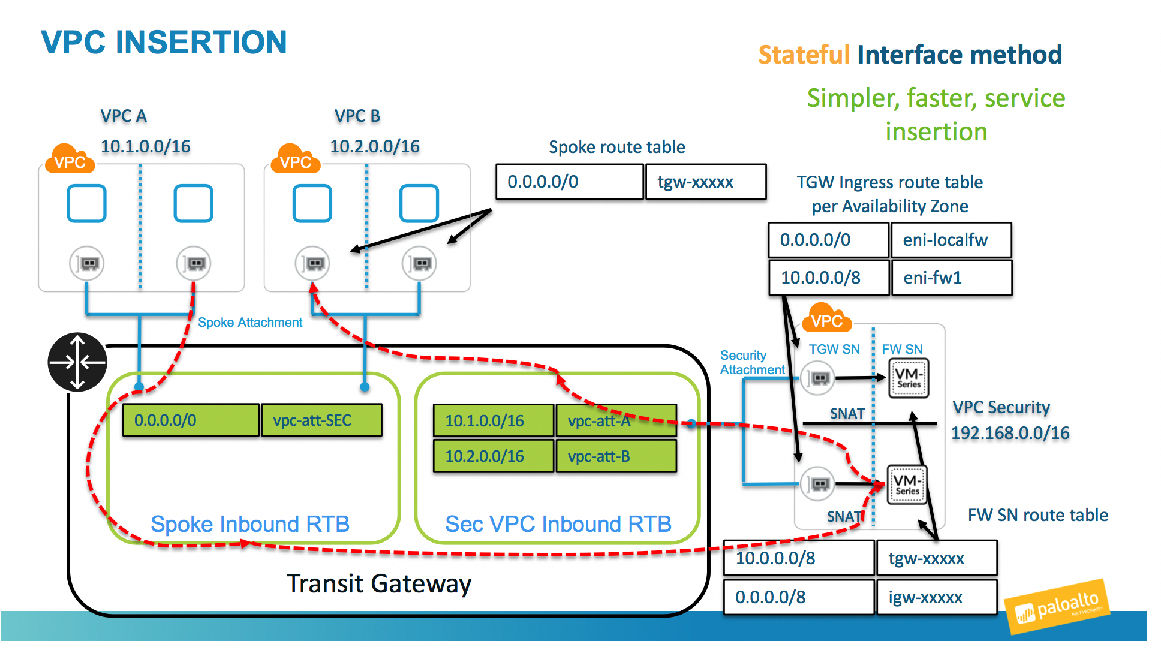 VPC INSERTION
Stateful Interface method
Simpler, faster, service
insertion
VPC A
10.1.0.0/16
VPC B
10.2.0.0/16
VPC
VPC
Spoke route table
0.0.0.0/0 tgw-xxxxx
TGW Ingress route table
per Availability Zone
0.0.0.0/0 eni-localfw
10.0.0.0/8 eni-fw1
Spoke Attachment
VPC
Security
Attachment
TGW SN
FW SN
VM-
Series
SNAT
VPC Security
192.168.0.0/16
0.0.0.0/0 vpc-att-SEC
10.1.0.0/16 vpc-att-A
10.2.0.0/16 vpc-att-B
VM-
Series
SNAT
Spoke Inbound RTB
Sec VPC Inbound RTB
FW SN route table
10.0.0.0/8 tgw-xxxxx
0.0.0.0/8 igw-xxxxx
Transit Gateway
paloalto